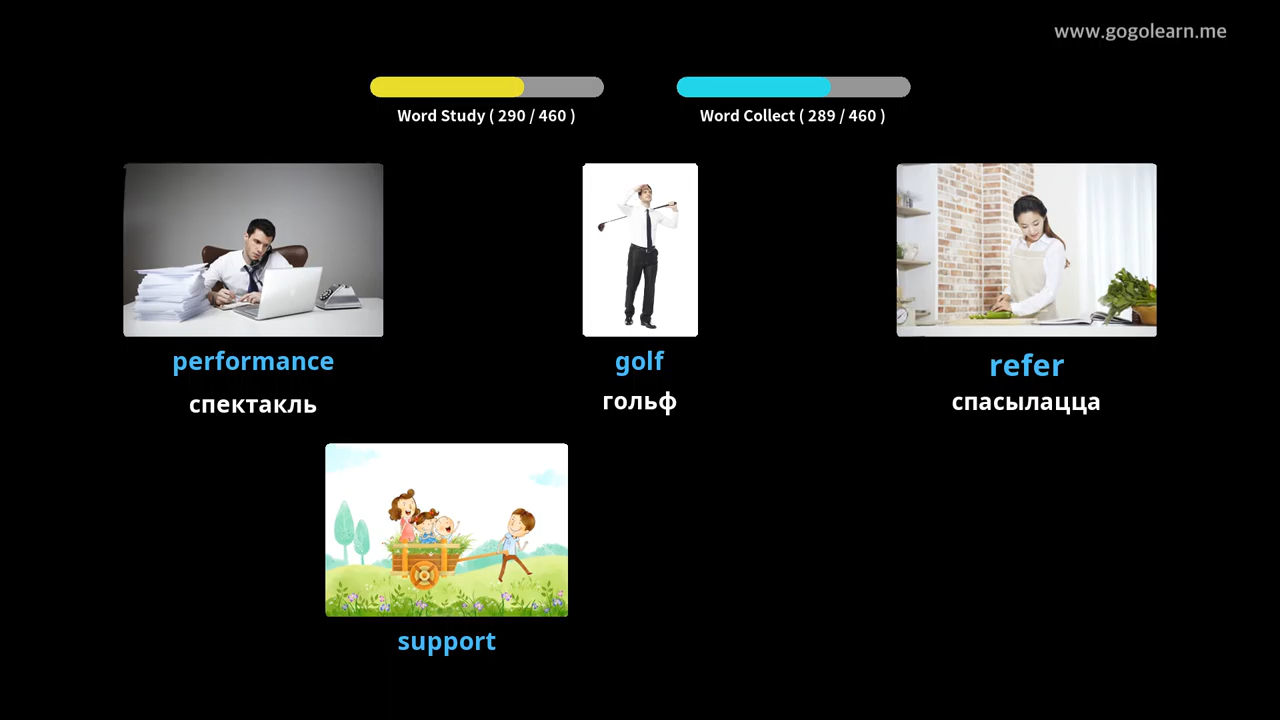 www.gogolearn.me
Word Study ( 290 / 460 )
Word Collect ( 289 / 460 )
performance
спектакль
golf
гольф
refer
спасылацца
support